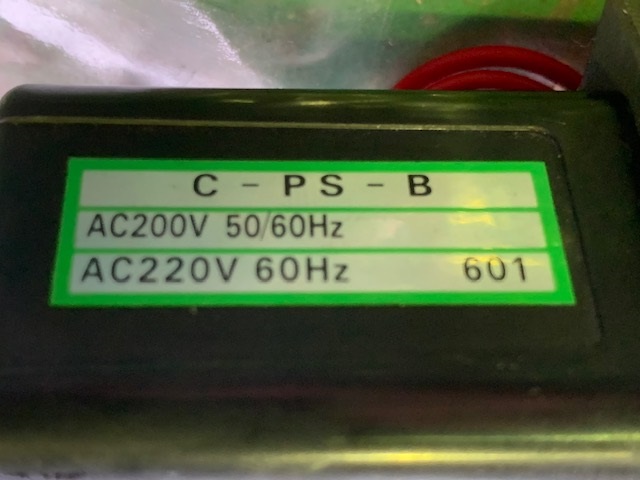 C - PS - B
AC200V 50/60Hz
AC220V 60Hz 601